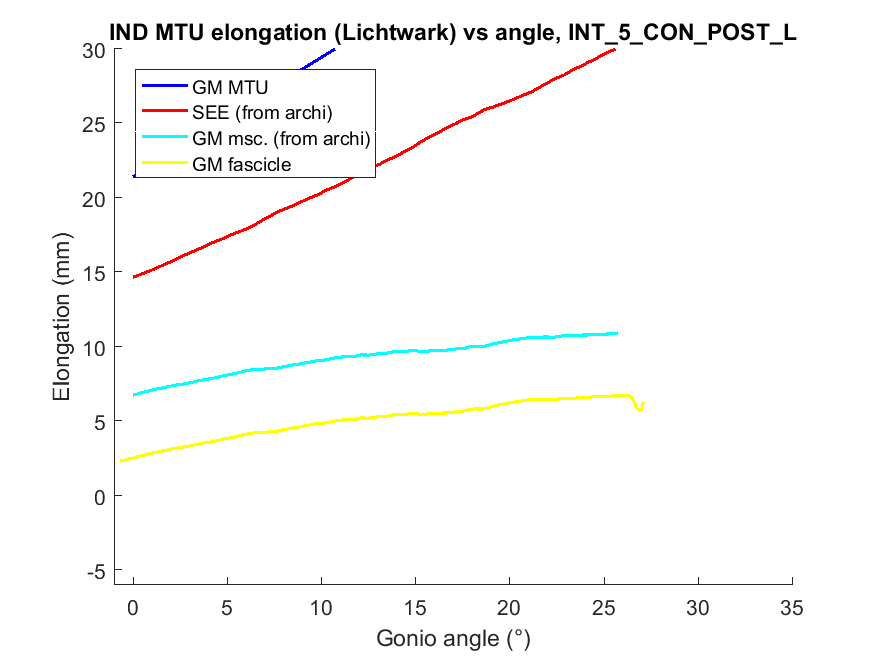 IND MTU elongation (Lichtwark) vs angle, INT_5_CON_POST_L
30
25
20
15
10
5
0
-5
Elongation (mm)
GM MTU
SEE (from archi)
GM msc. (from archi)
GM fascicle
0 5 10 15 20 25 30 35
Gonio angle (°)